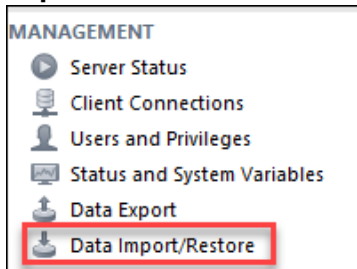 MANAGEMENT
Server Status
Client Connections
Users and Privileges
Status and System Variables
Data Export
Data Import/Restore